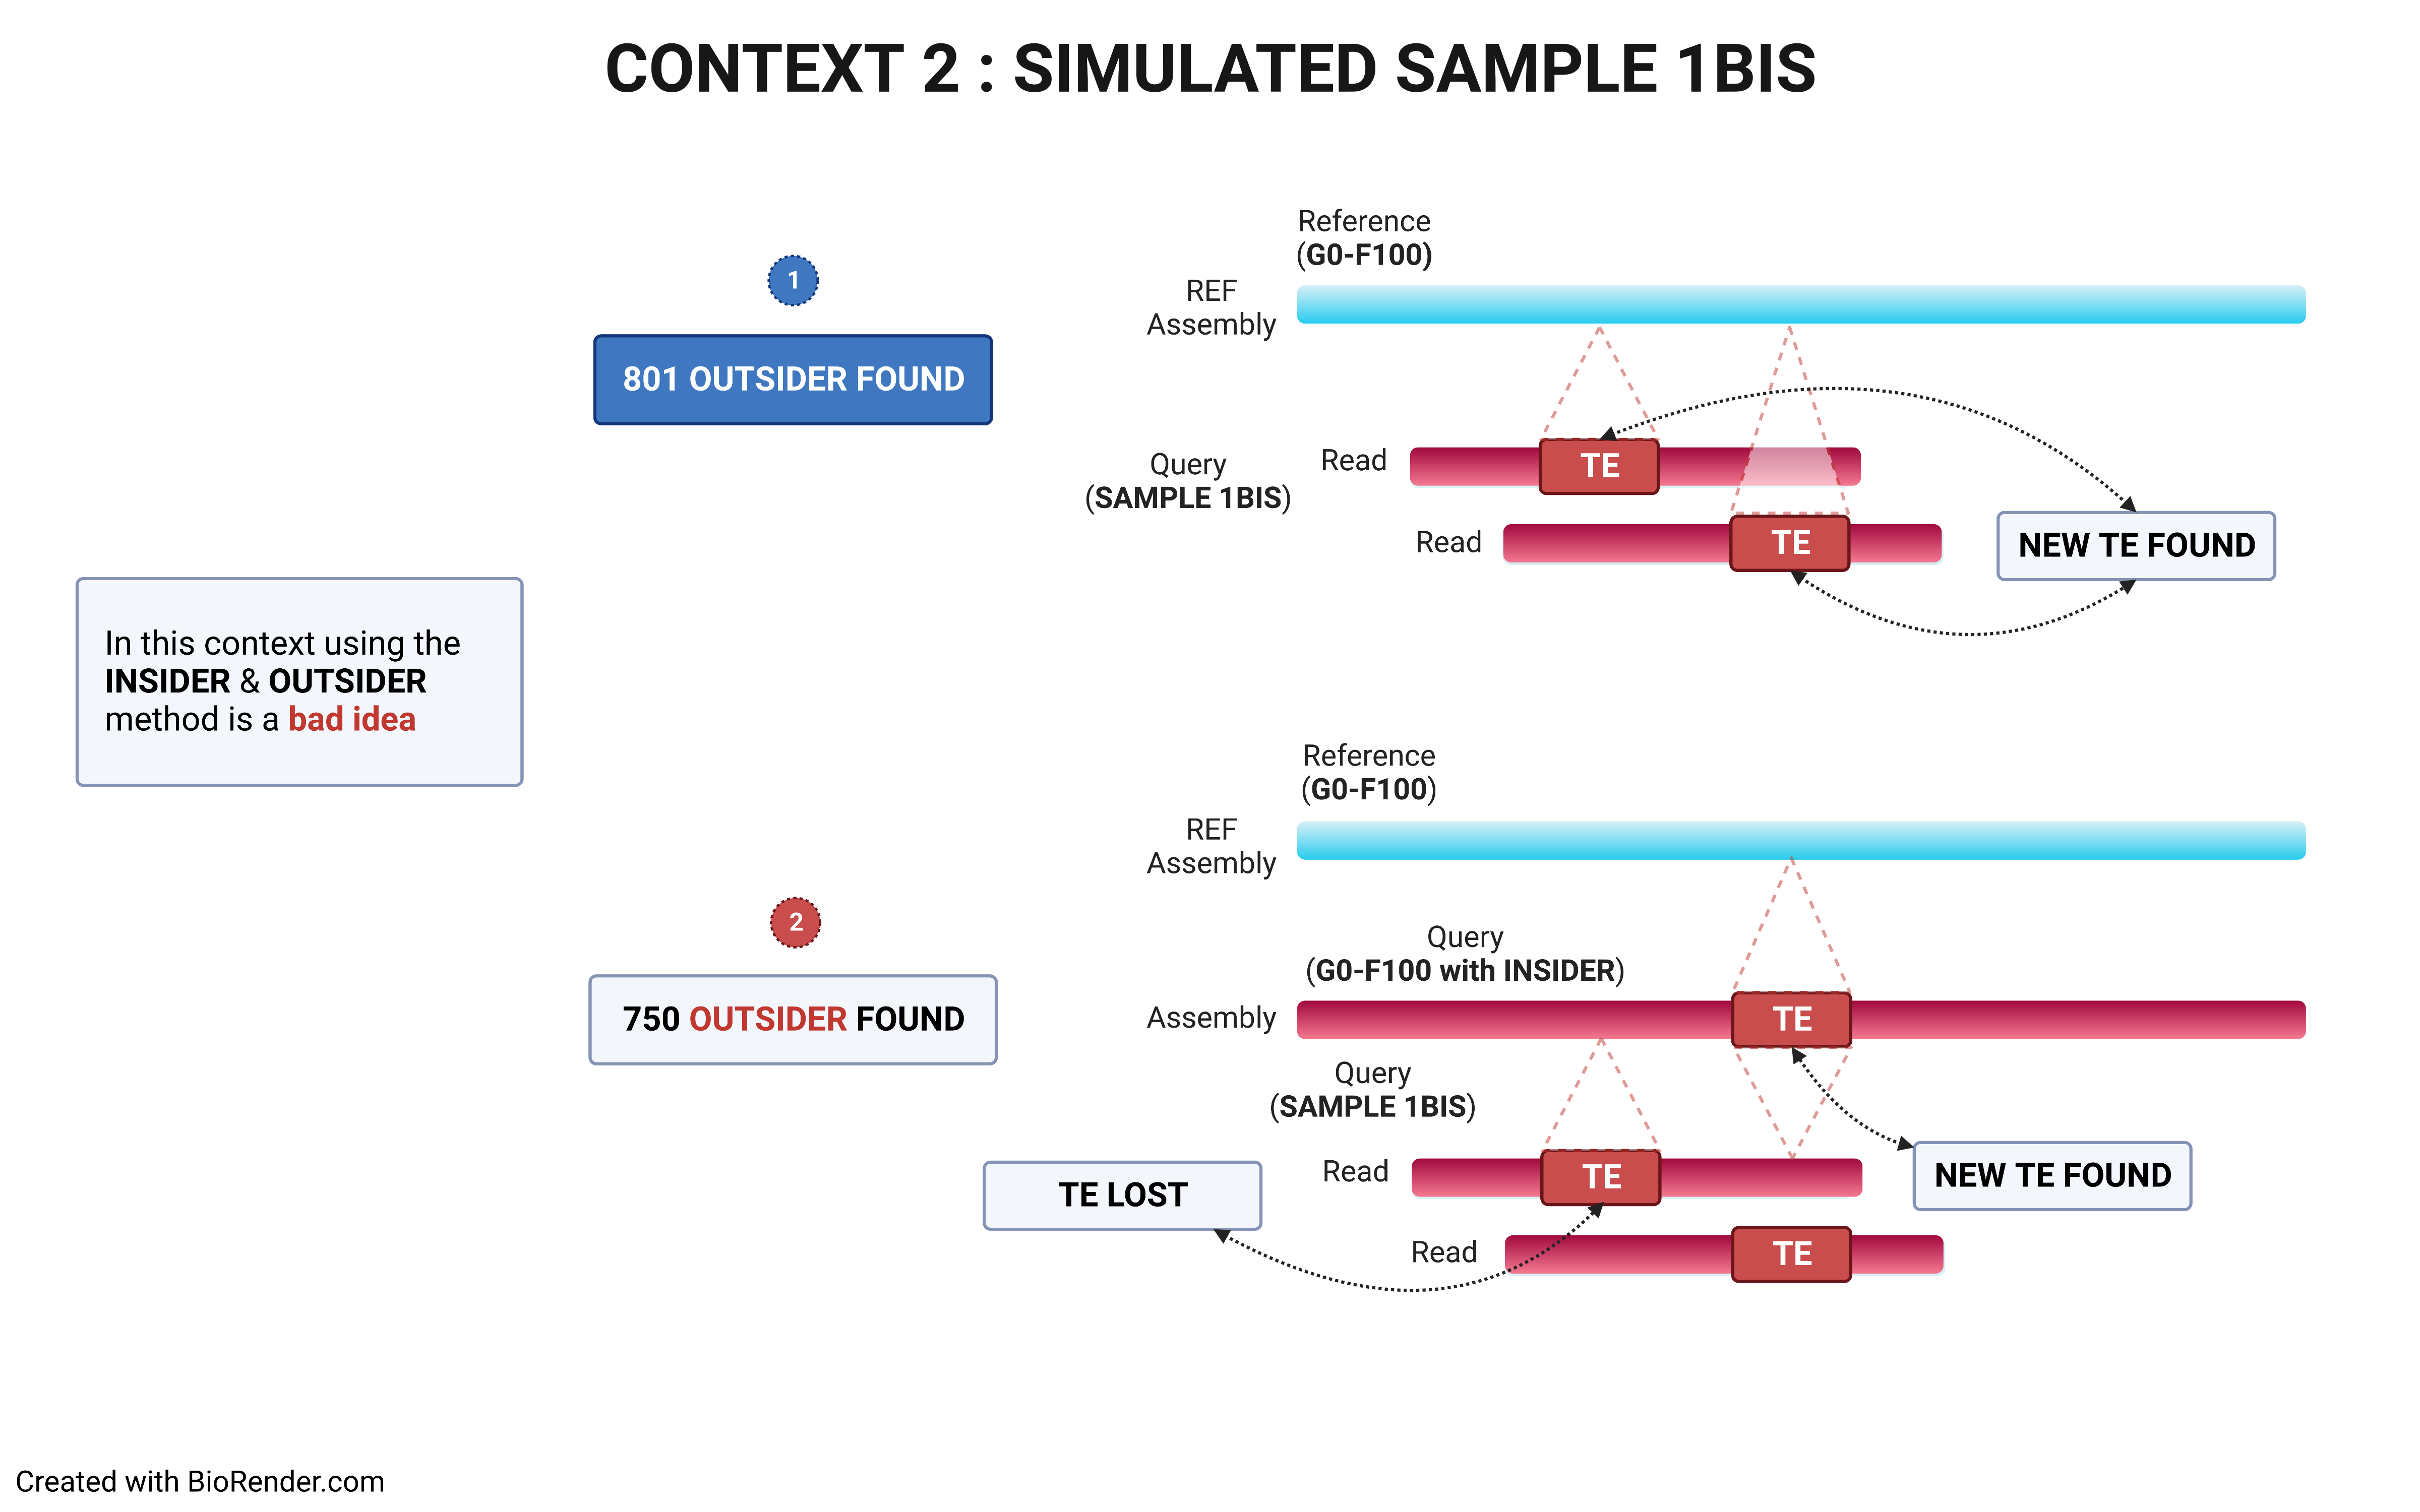 CONTEXT 2 : SIMULATED SAMPLE 1BIS
1
801 OUTSIDER FOUND
Reference
(G0-F100)
REF
Assembly
Query
(SAMPLE 1BIS)
Read
TE
Read
TE
NEW TE FOUND
In this context using the
INSIDER & OUTSIDER
method is a bad idea
2
750 OUTSIDER FOUND
Reference
(G0-F100)
REF
Assembly
Query
(G0-F100 with INSIDER)
Assembly
TE
Query
(SAMPLE 1BIS)
Read
TE
Read
TE
TE LOST
NEW TE FOUND
Created with BioRender.com